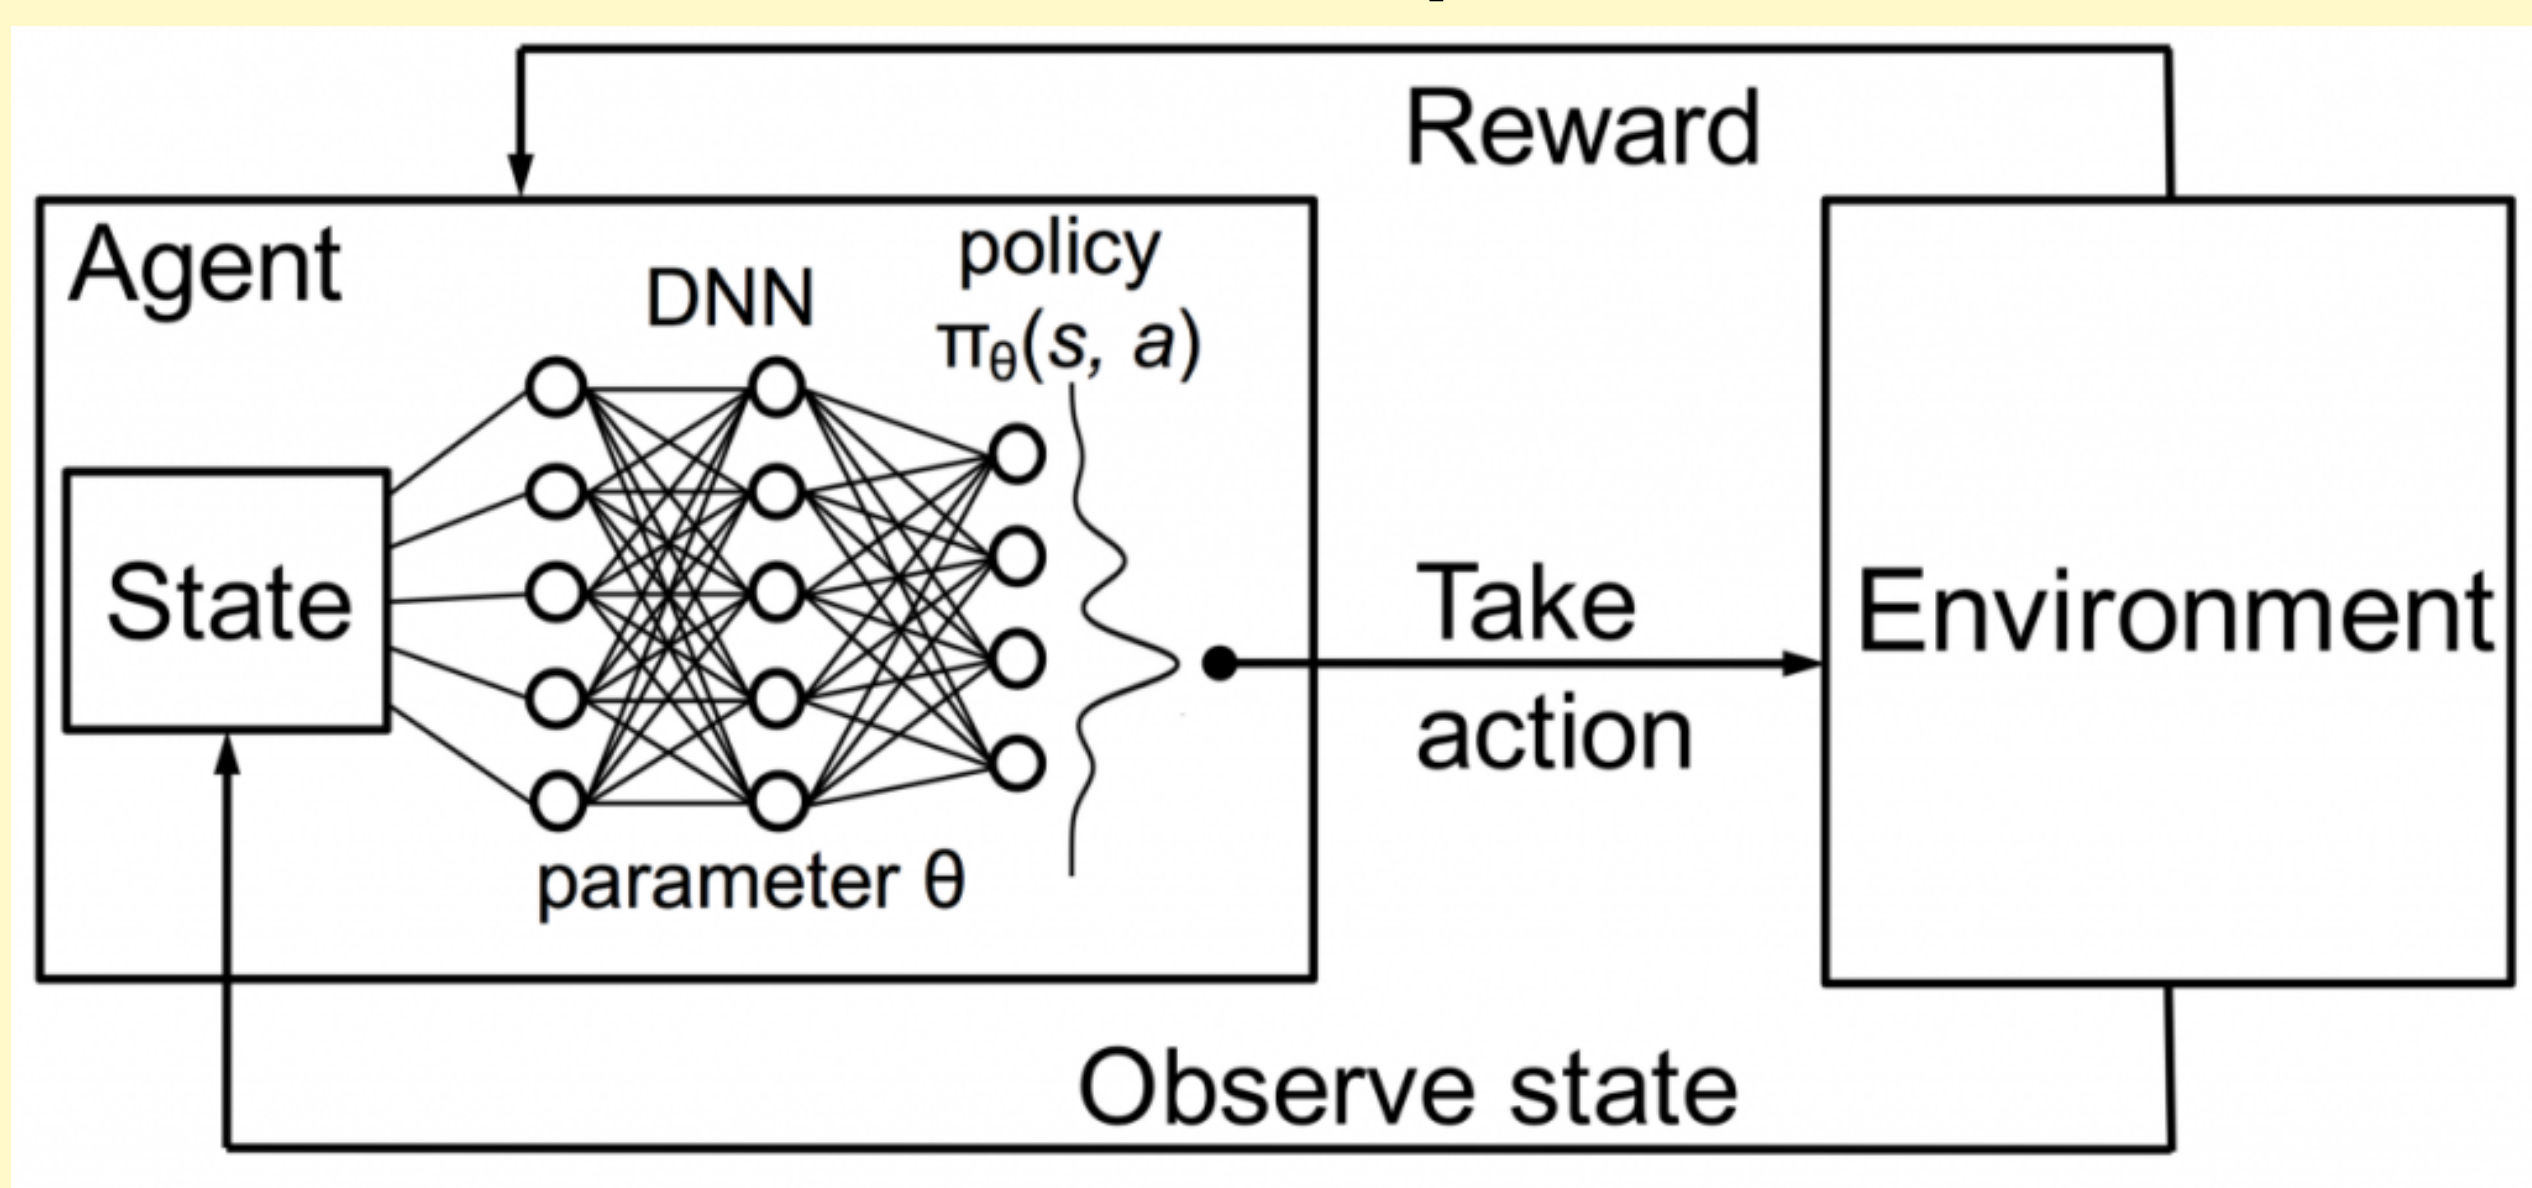 Reward
Agent
policy
DNN
πθ(s, a)
State
Take
action
Environment
parameter θ
Observe state